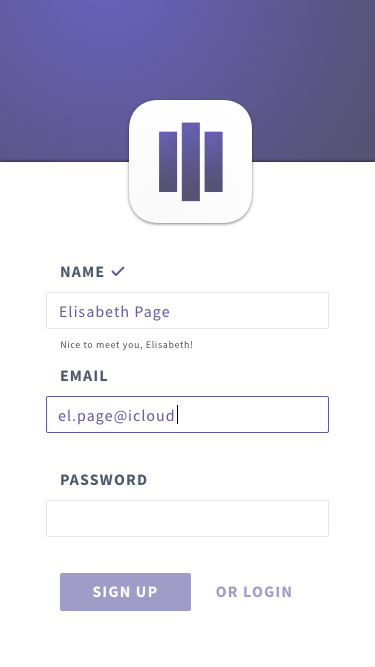 NAME
Elisabeth Page
Nice to meet you, Elisabeth!
EMAIL
el.page@icloud
PASSWORD
SIGN UP OR LOGIN